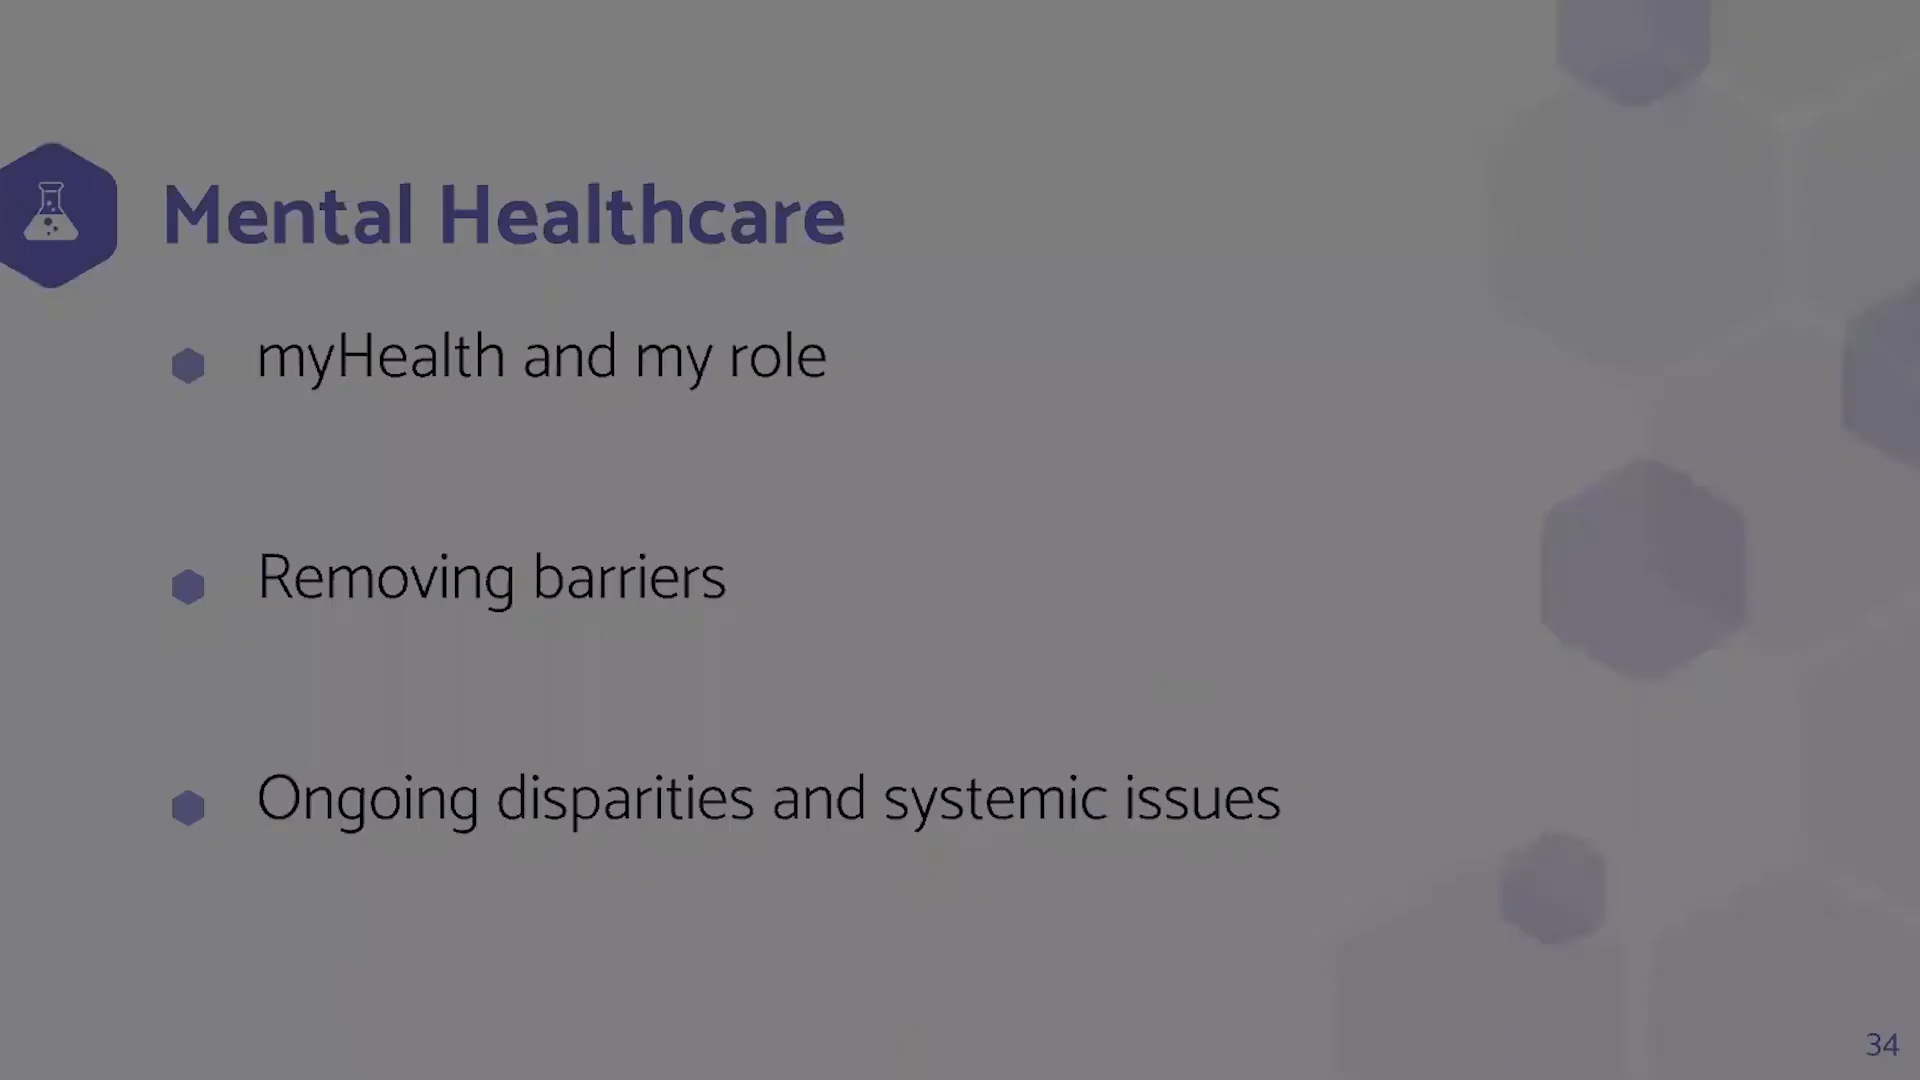 Mental Healthcare
myHealth and my role
Removing barriers
Ongoing disparities and systemic issues
34